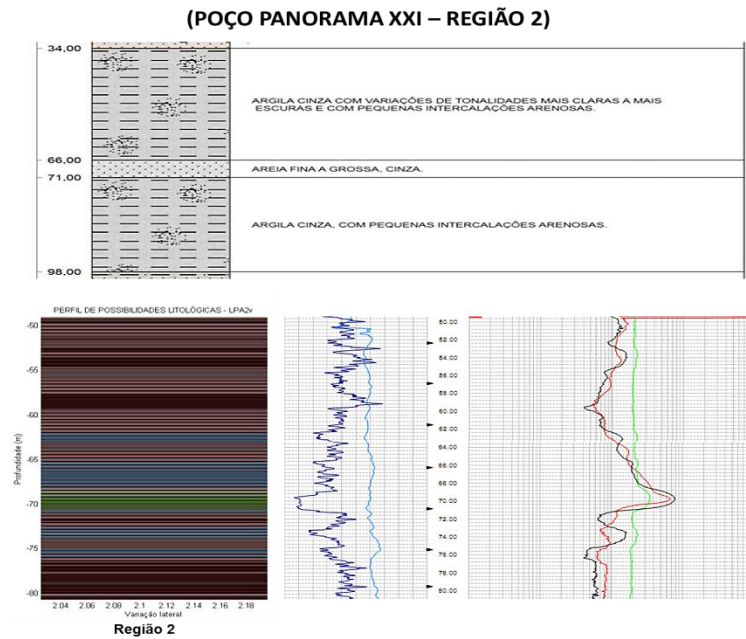 (POÇO PANORAMA XXI – REGIÃO 2)
34,00
ARGILA CINZA COM VARIAÇÕES DE TONALIDADES MAIS CLARAS A MAIS
ESCURAS E COM PEQUENAS INTERCALAÇÕES ARENOSAS.
66,00
AREIA FINA A GROSSA, CINZA.
71,00
ARGILA CINZA, COM PEQUENAS INTERCALAÇÕES ARENOSAS.
98,00
PERFIL DE POSSIBILIDADES LITOLÓGICAS - LPA2v
Profundidade (m)
-50
-55
-60
-65
-70
-75
-80
2.04 2.06 2.08 2.1 2.12 2.14 2.16 2.18
Variação lateral
Região 2
52.00
54.00
56.00
58.00
60.00
62.00
64.00
66.00
68.00
70.00
72.00
74.00
76.00
78.00
80.00